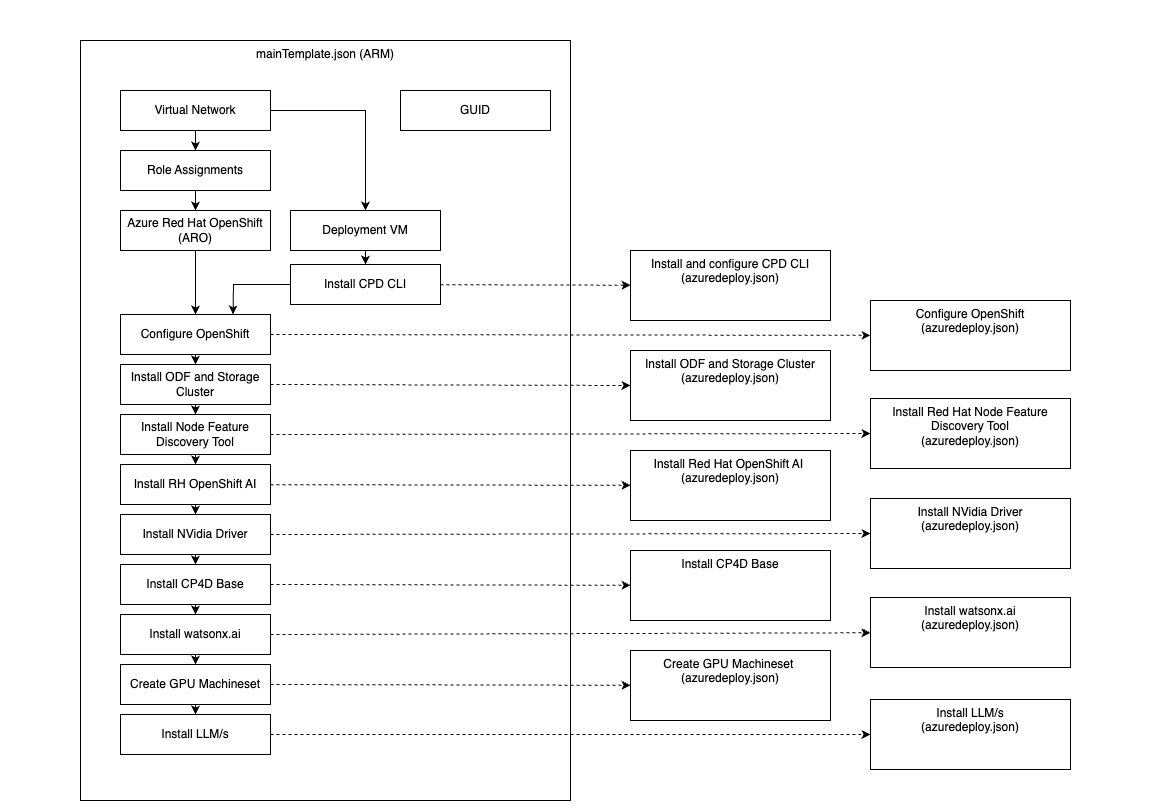 mainTemplate.json (ARM)
Virtual Network
GUID
Role Assignments
Azure Red Hat OpenShift
(ARO)
Deployment VM
Install CPD CLI
Configure OpenShift
Install ODF and Storage
Cluster
Install Node Feature
Discovery Tool
Install RH OpenShift AI
Install NVidia Driver
Install CP4D Base
Install watsonx.ai
Create GPU Machineset
Install LLM/s
Install and configure CPD CLI
(azuredeploy.json)
Configure OpenShift
(azuredeploy.json)
Install ODF and Storage Cluster
(azuredeploy.json)
Install Red Hat Node Feature
Discovery Tool
(azuredeploy.json)
Install Red Hat OpenShift AI
(azuredeploy.json)
Install NVidia Driver
(azuredeploy.json)
Install CP4D Base
Install watsonx.ai
(azuredeploy.json)
Create GPU Machineset
(azuredeploy.json)
Install LLM/s
(azuredeploy.json)